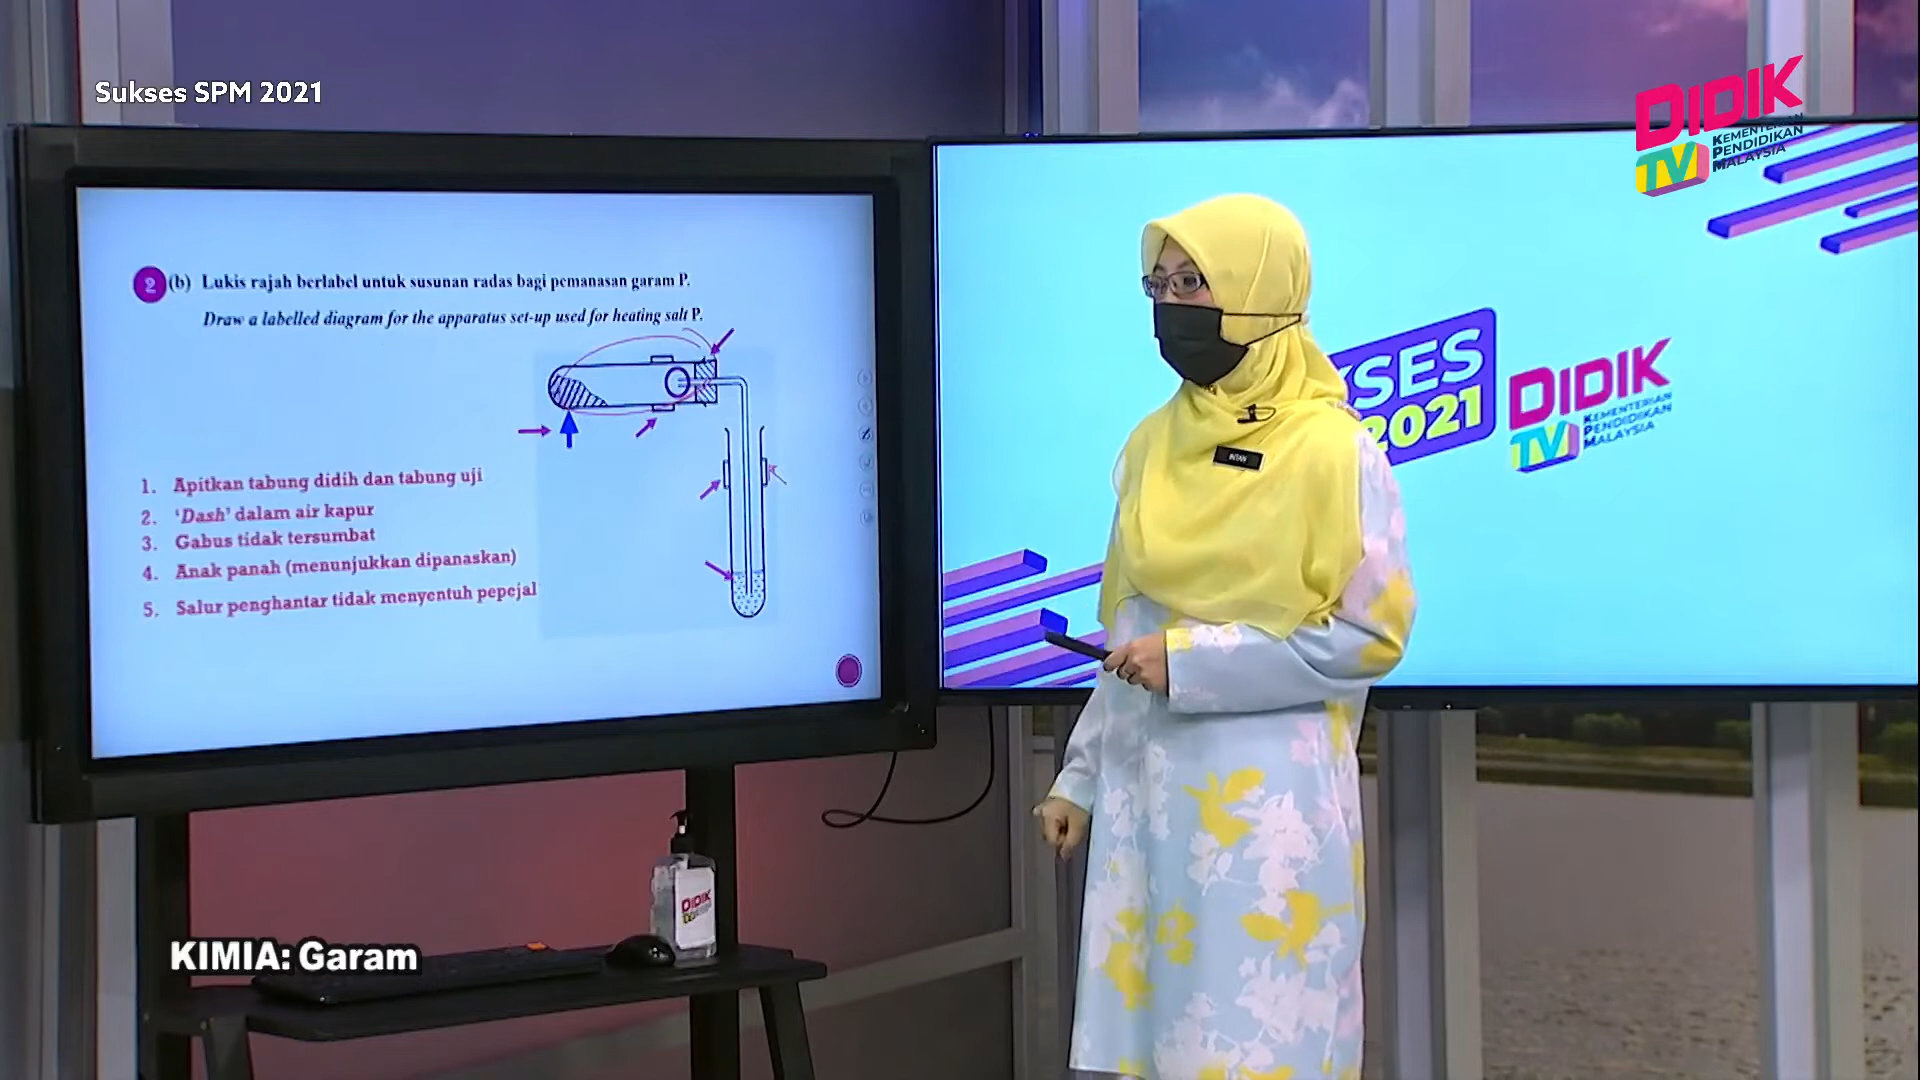 Sukses SPM 2021
DIDIK
TV
KEMENTERIAN
PENDIDIKAN
MALAYSIA
2 (b) Lukis rajah berlabel untuk susunan radas bagi pemanasan garam P.
Draw a labelled diagram for the apparatus set-up used for heating salt P.
1. Apitkan tabung didih dan tabung uji
2. 'Dash' dalam air kapur
3. Gabus tidak tersumbat
4. Anak panah (menunjukkan dipanaskan)
5. Salur penghantar tidak menyentuh pepejal
KSES
2021
DIDIK
TV
KEMENTERIAN
PENDIDIKAN
MALAYSIA
INTAN
DIDIK
TV
KIMIA: Garam